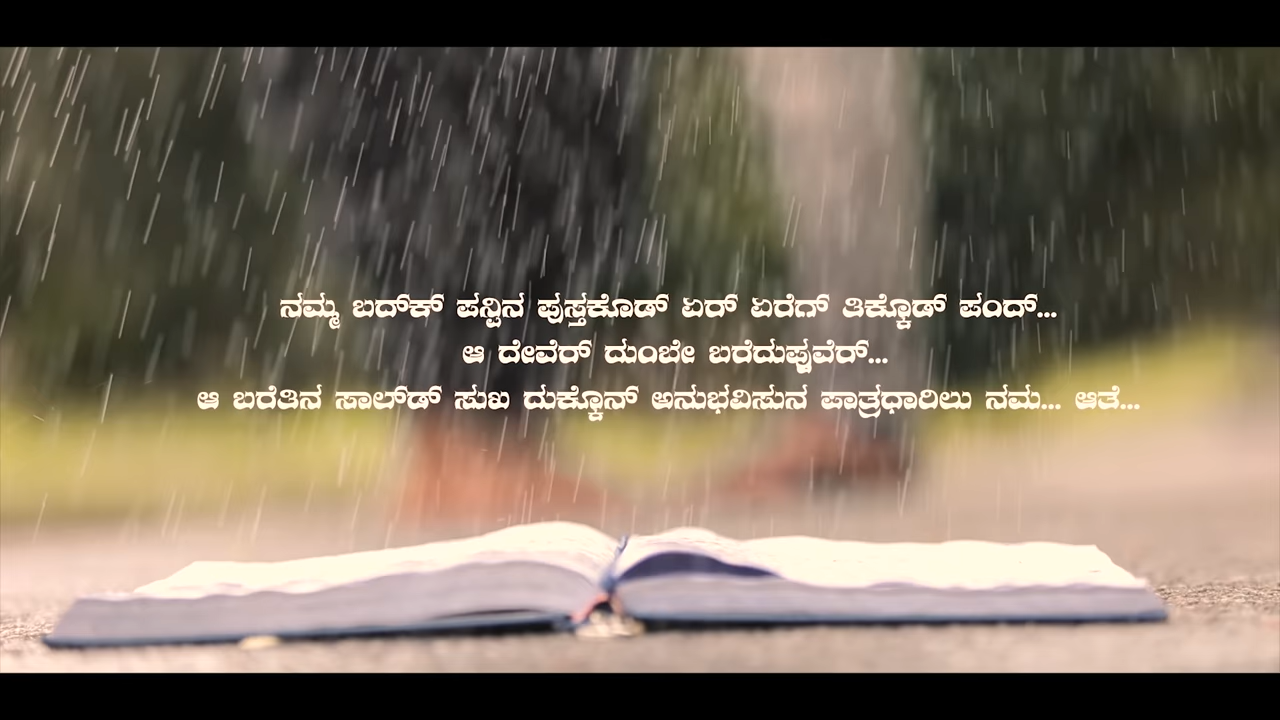 ನಮ್ಮ ಬದ್‌ಕ್ ಪನ್ಪಿನ ಪುಸ್ತಕೊಡ್ ಏರ್ ಏರೆಗ್ ತಿಕ್ಕೊಡ್ ಪಂದ್...
ಆ ದೇವೆರ್ ದುಂಬೇ ಬರೆದುಪ್ಪುವೆರ್...
ಆ ಬರೆತಿನ ಸಾಲ್‌ಡ್ ಸುಖ ದುಕ್ಕೊನ್ ಅನುಭವಿಸುನ ಪಾತ್ರಧಾರಿಲು ನಮ... ಆತೆ...